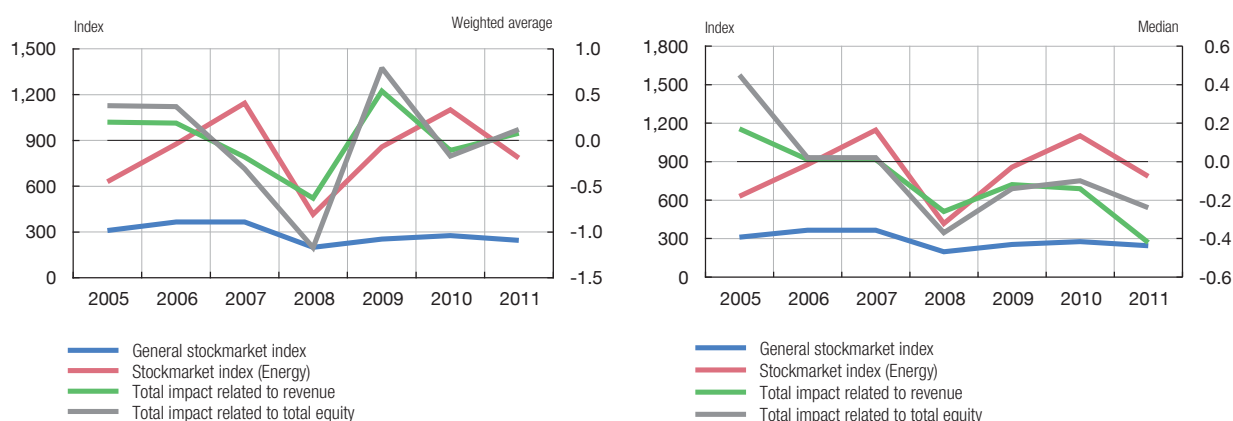 Index
Weighted average
1,500
1,200
900
600
300
0
1.0
0.5
0.0
-0.5
-1.0
-1.5
2005 2006 2007 2008 2009 2010 2011
General stockmarket index
Stockmarket index (Energy)
Total impact related to revenue
Total impact related to total equity
Index
Median
1,800
1,500
1,200
900
600
300
0
0.6
0.4
0.2
0.0
-0.2
-0.4
-0.6
2005 2006 2007 2008 2009 2010 2011
General stockmarket index
Stockmarket index (Energy)
Total impact related to revenue
Total impact related to total equity